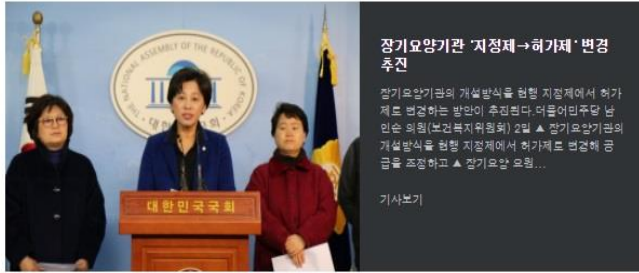 THE NATIONAL ASSEMBLY OF THE REPUBLIC OF KOREA
대한민국국회
장기요양기관 '지정제→허가제' 변경
추진
장기요양기관의 개설방식을 현행 지정제에서 허가
제로 변경하는 방안이 추진된다.더불어민주당 남
인순 의원(보건복지위원회) 2일 ▲ 장기요양기관의
개설방식을 현행 지정제에서 허가제로 변경해 공
급을 조정하고 ▲ 장기요양 요원...
기사보기